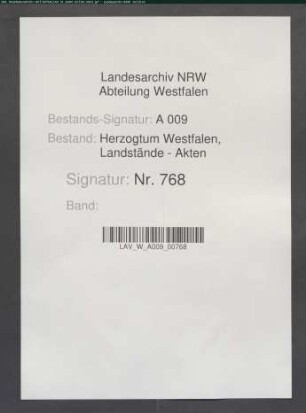 Landesarchiv NRW
Abteilung Westfalen
Bestands-Signatur: A 009
Bestand: Herzogtum Westfalen,
Landstände - Akten
Signatur: Nr. 768
Band:
LAV_W_A009_00768